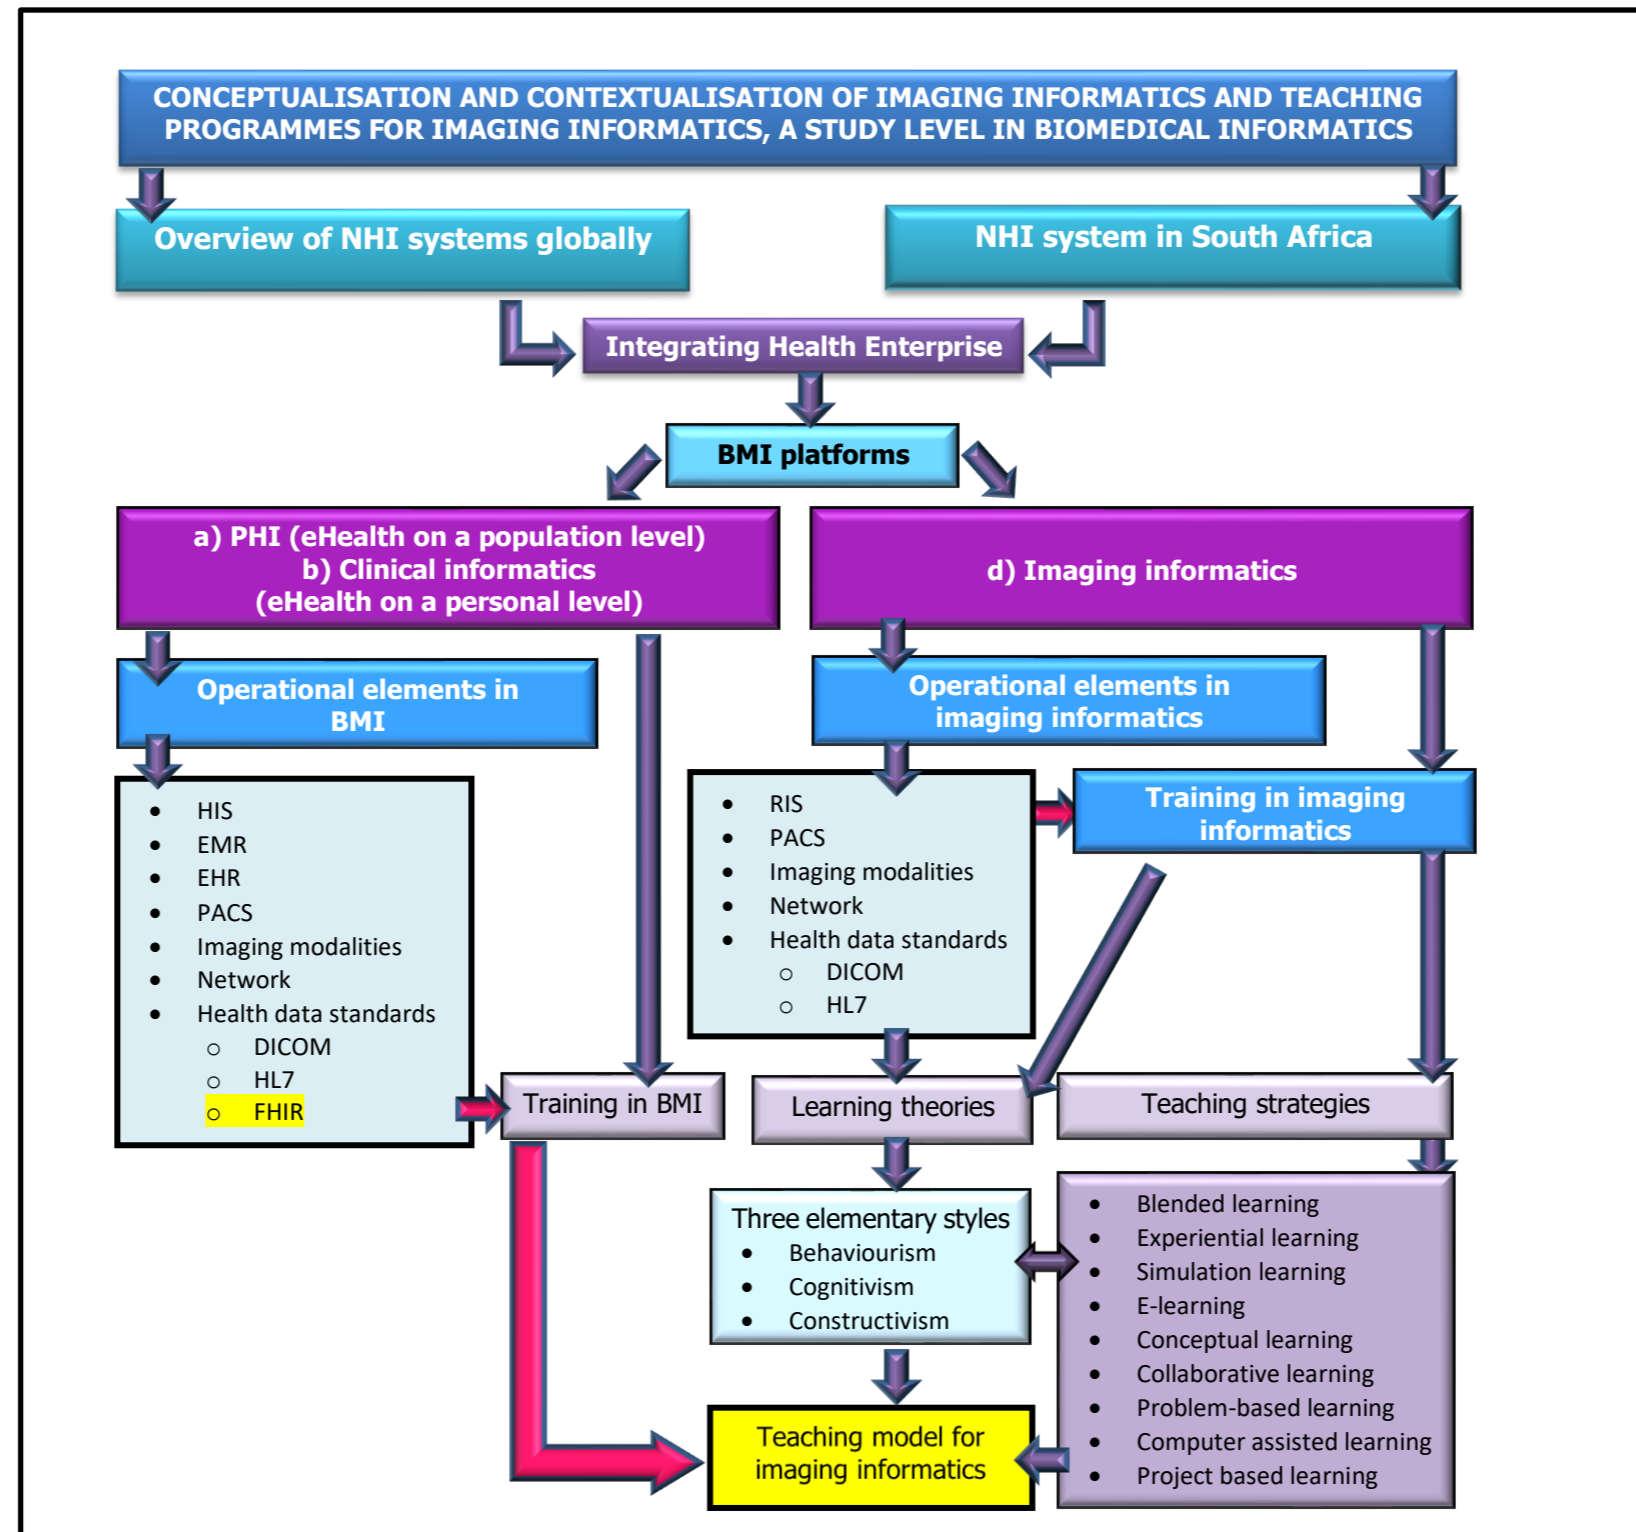 CONCEPTUALISATION AND CONTEXTUALISATION OF IMAGING INFORMATICS AND TEACHING
PROGRAMMES FOR IMAGING INFORMATICS, A STUDY LEVEL IN BIOMEDICAL INFORMATICS
Overview of NHI systems globally
NHI system in South Africa
Integrating Health Enterprise
BMI platforms
a) PHI (eHealth on a population level)
b) Clinical informatics
(eHealth on a personal level)
d) Imaging informatics
Operational elements in
BMI
Operational elements in
imaging informatics
• HIS
• EMR
• EHR
• PACS
• Imaging modalities
• Network
• Health data standards
o DICOM
o HL7
o FHIR
• RIS
• PACS
• Imaging modalities
• Network
• Health data standards
o DICOM
o HL7
Training in imaging
informatics
Training in BMI
Learning theories
Teaching strategies
Three elementary styles
• Behaviourism
• Cognitivism
• Constructivism
• Blended learning
• Experiential learning
• Simulation learning
• E-learning
• Conceptual learning
• Collaborative learning
• Problem-based learning
• Computer assisted learning
• Project based learning
Teaching model for
imaging informatics